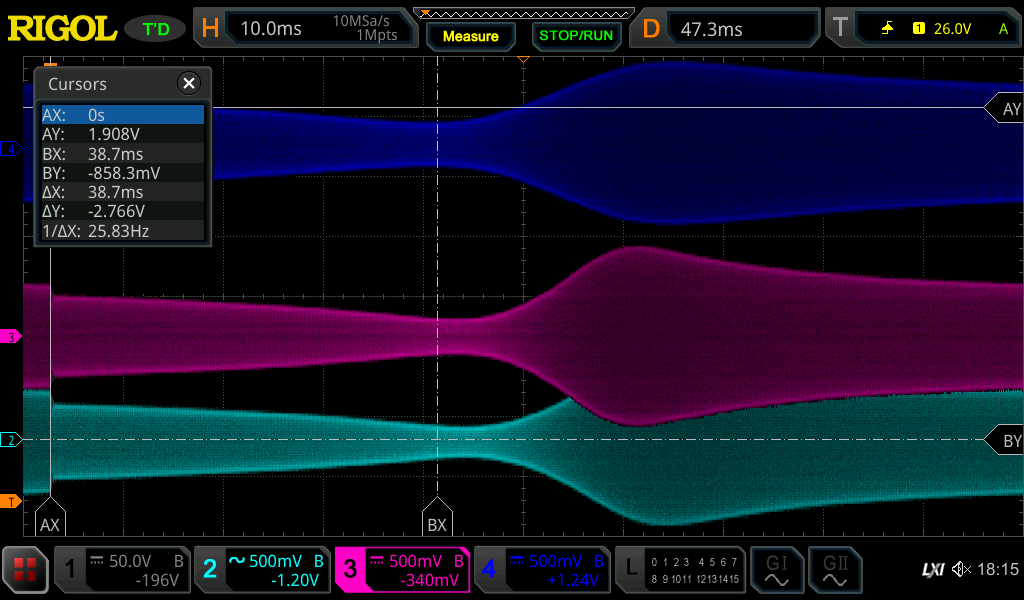 RIGOL T'D H 10.0ms 10MSa/s 1Mpts Measure STOP/RUN D 47.3ms T 1 26.0V A
Cursors
AX: 0s
AY: 1.908V
BX: 38.7ms
BY: -858.3mV
ΔX: 38.7ms
ΔY: -2.766V
1/ΔX: 25.83Hz
AY
4
3
2
BY
T
AX BX
1 50.0V B -196V
2 500mV B -1.20V
3 500mV B -340mV
4 500mV B +1.24V
L 0 1 2 3 4 5 6 7
8 9 10 11 12 13 14 15
GI GII LXI 18:15